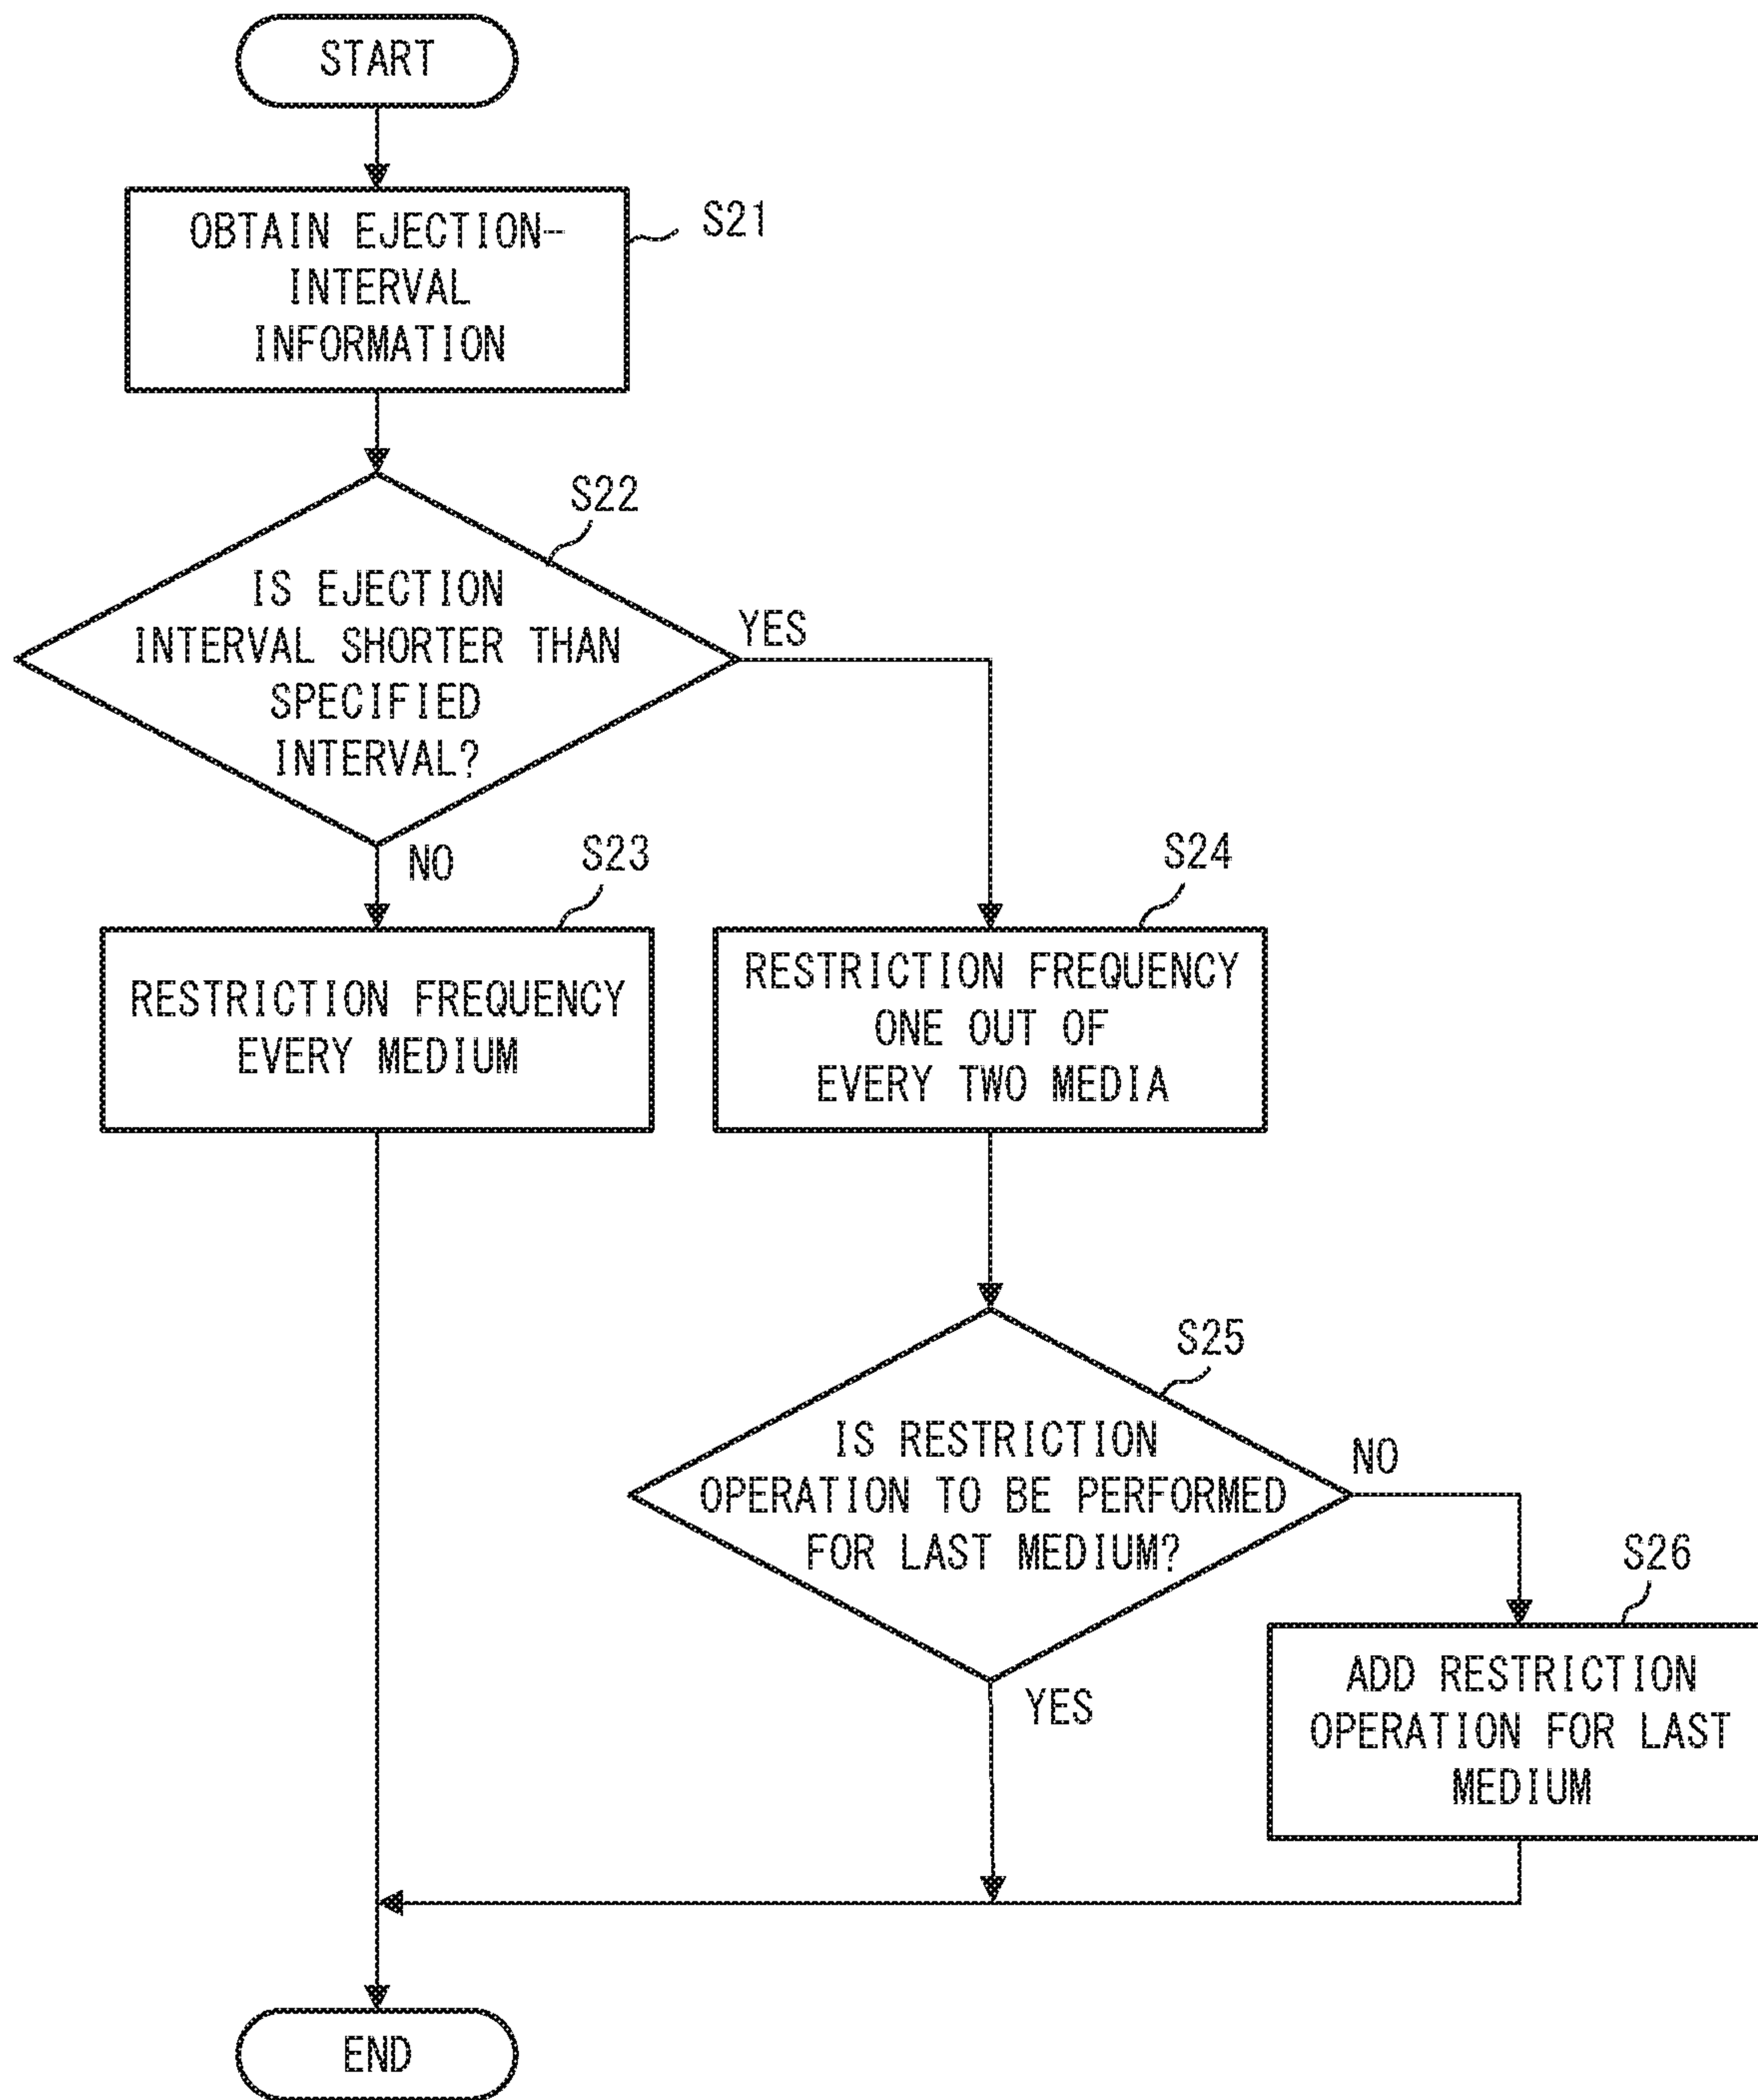 START
OBTAIN EJECTION-
INTERVAL
INFORMATION
S21
S22
IS EJECTION
INTERVAL SHORTER THAN
SPECIFIED
INTERVAL?
YES
NO
S23
RESTRICTION FREQUENCY
EVERY MEDIUM
S24
RESTRICTION FREQUENCY
ONE OUT OF
EVERY TWO MEDIA
S25
IS RESTRICTION
OPERATION TO BE PERFORMED
FOR LAST MEDIUM?
NO
YES
S26
ADD RESTRICTION
OPERATION FOR LAST
MEDIUM
END